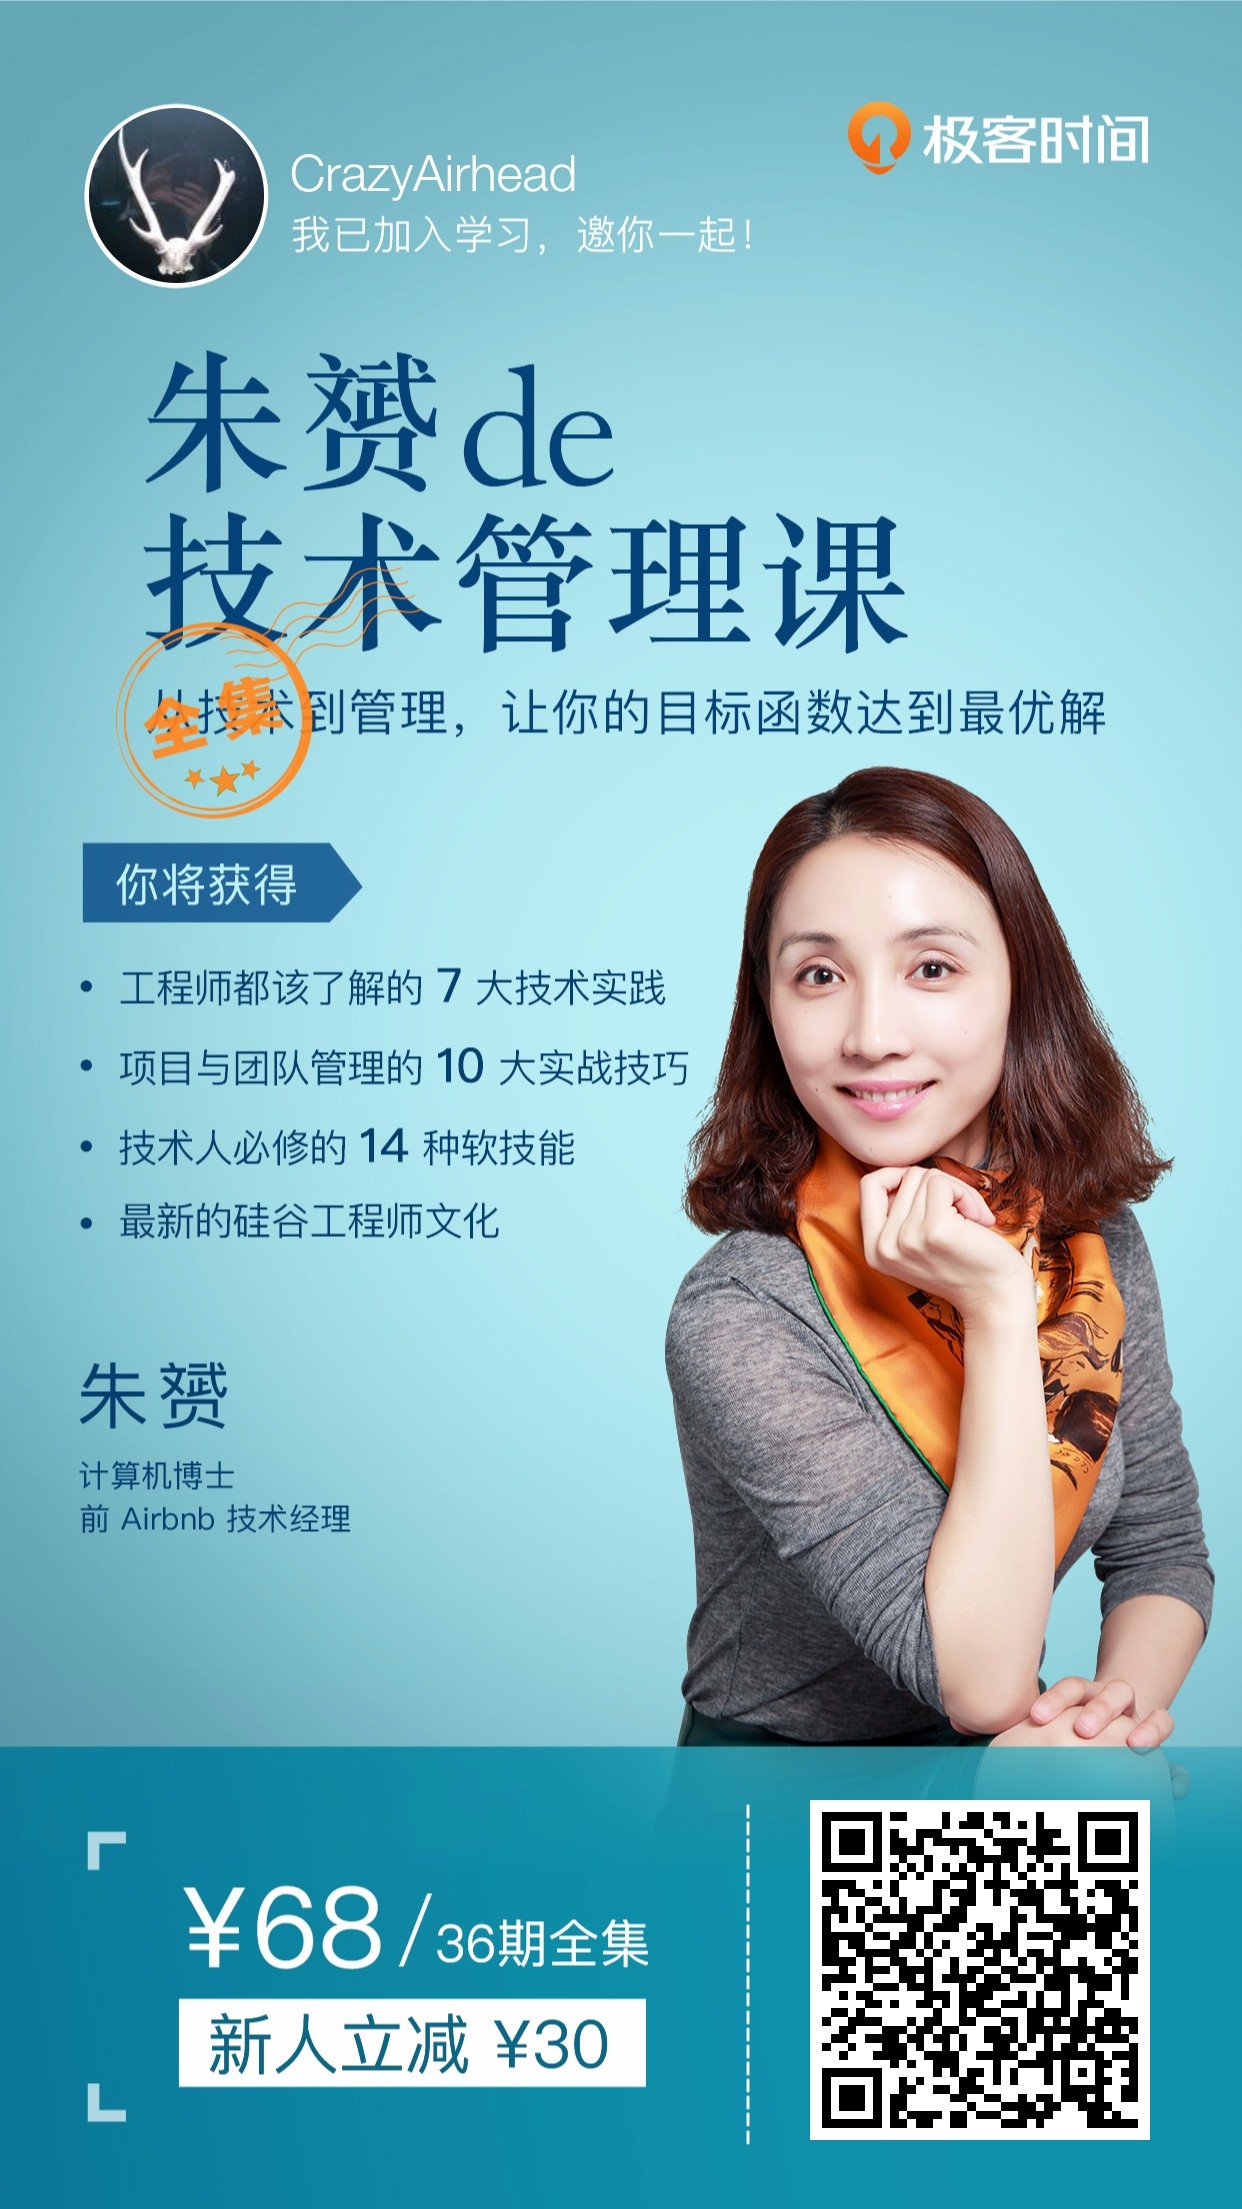 极客时间
CrazyAirhead
我已加入学习，邀你一起！
朱赟de
技术管理课
全集
从技术到管理，让你的目标函数达到最优解
你将获得
• 工程师都该了解的 7 大技术实践
• 项目与团队管理的 10 大实战技巧
• 技术人必修的 14 种软技能
• 最新的硅谷工程师文化
朱赟
计算机博士
前 Airbnb 技术经理
¥68/36期全集
新人立减 ¥30